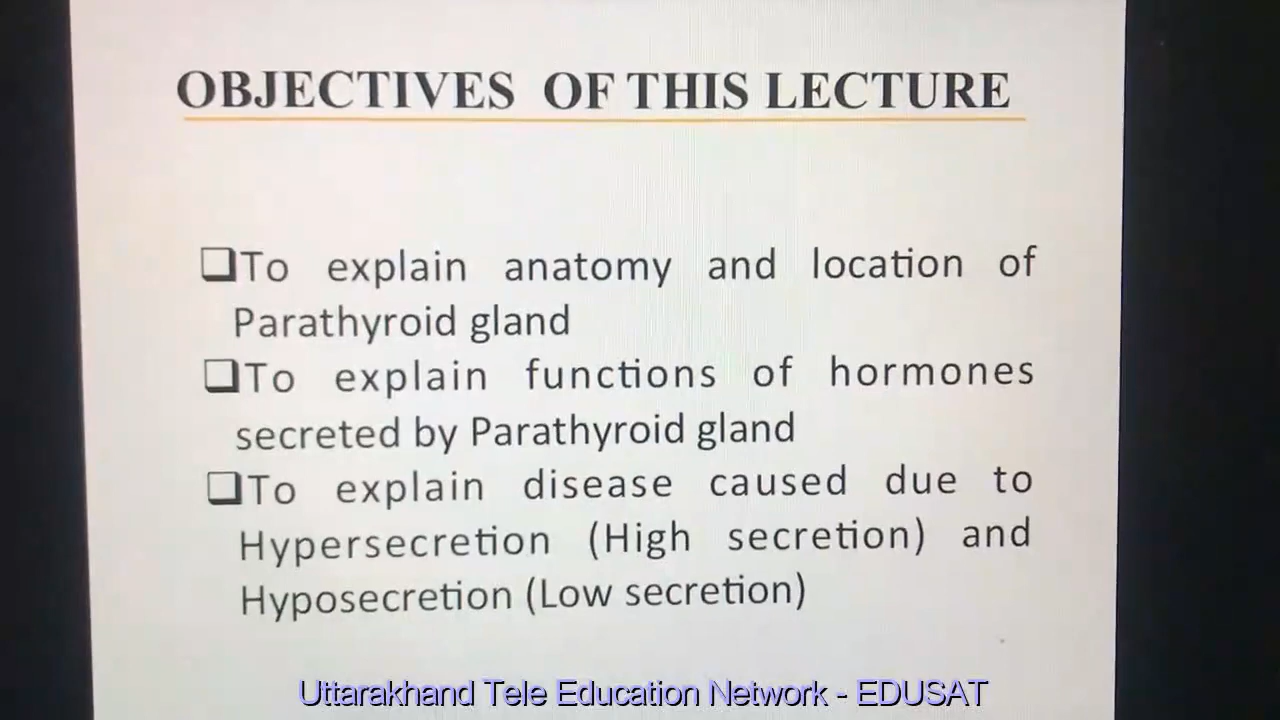 OBJECTIVES OF THIS LECTURE
❑To explain anatomy and location of
Parathyroid gland
❑To explain functions of hormones
secreted by Parathyroid gland
❑To explain disease caused due to
Hypersecretion (High secretion) and
Hyposecretion (Low secretion)
Uttarakhand Tele Education Network - EDUSAT